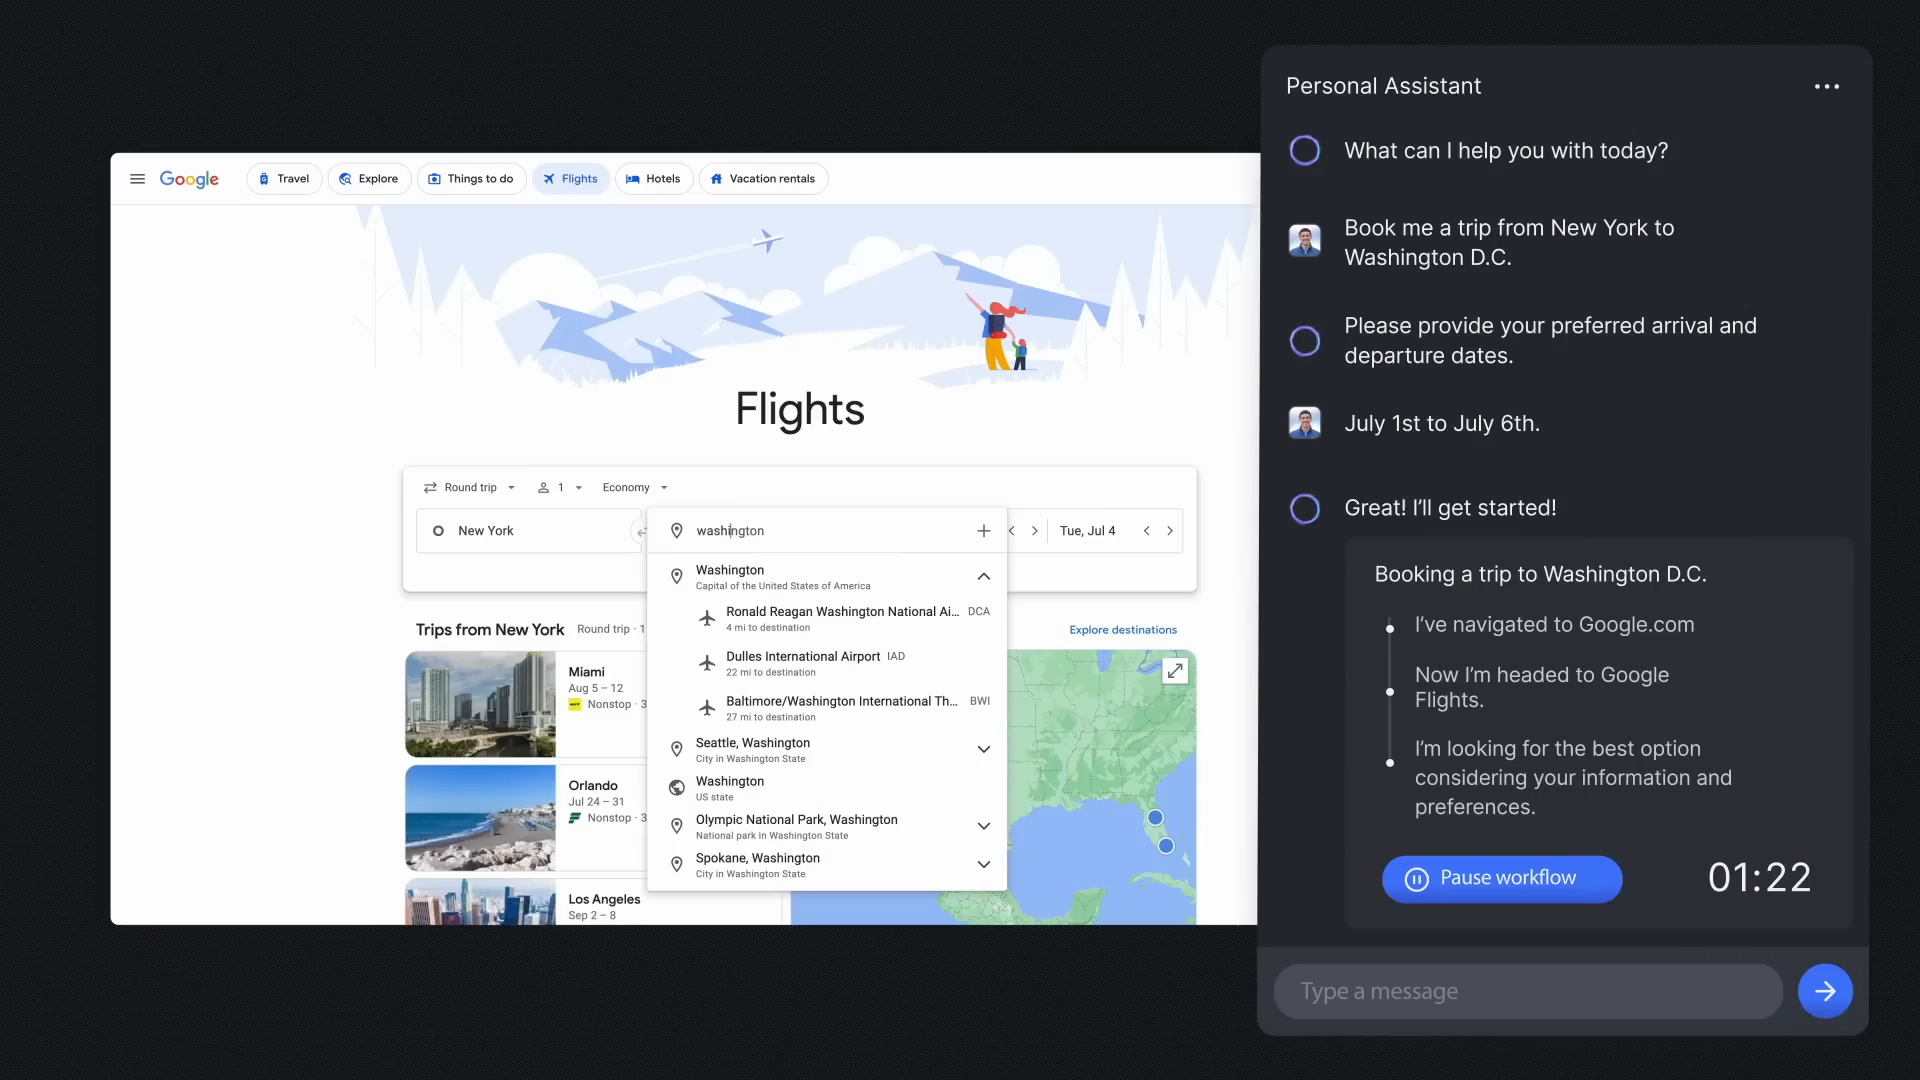 Google
Travel
Explore
Things to do
Flights
Hotels
Vacation rentals
Flights
Round trip
1
Economy
New York
washington
Tue, Jul 4
Washington
Capital of the United States of America
Ronald Reagan Washington National Ai... DCA
4 mi to destination
Dulles International Airport IAD
22 mi to destination
Baltimore/Washington International Th... BWI
27 mi to destination
Seattle, Washington
City in Washington State
Washington
US state
Olympic National Park, Washington
National park in Washington State
Spokane, Washington
City in Washington State
Trips from New York Round trip · 1
Explore destinations
Miami
Aug 5 – 12
Nonstop · 3
Orlando
Jul 24 – 31
Nonstop · 3
Los Angeles
Sep 2 – 8
Personal Assistant
What can I help you with today?
Book me a trip from New York to
Washington D.C.
Please provide your preferred arrival and
departure dates.
July 1st to July 6th.
Great! I’ll get started!
Booking a trip to Washington D.C.
I’ve navigated to Google.com
Now I’m headed to Google
Flights.
I’m looking for the best option
considering your information and
preferences.
Pause workflow
01:22
Type a message